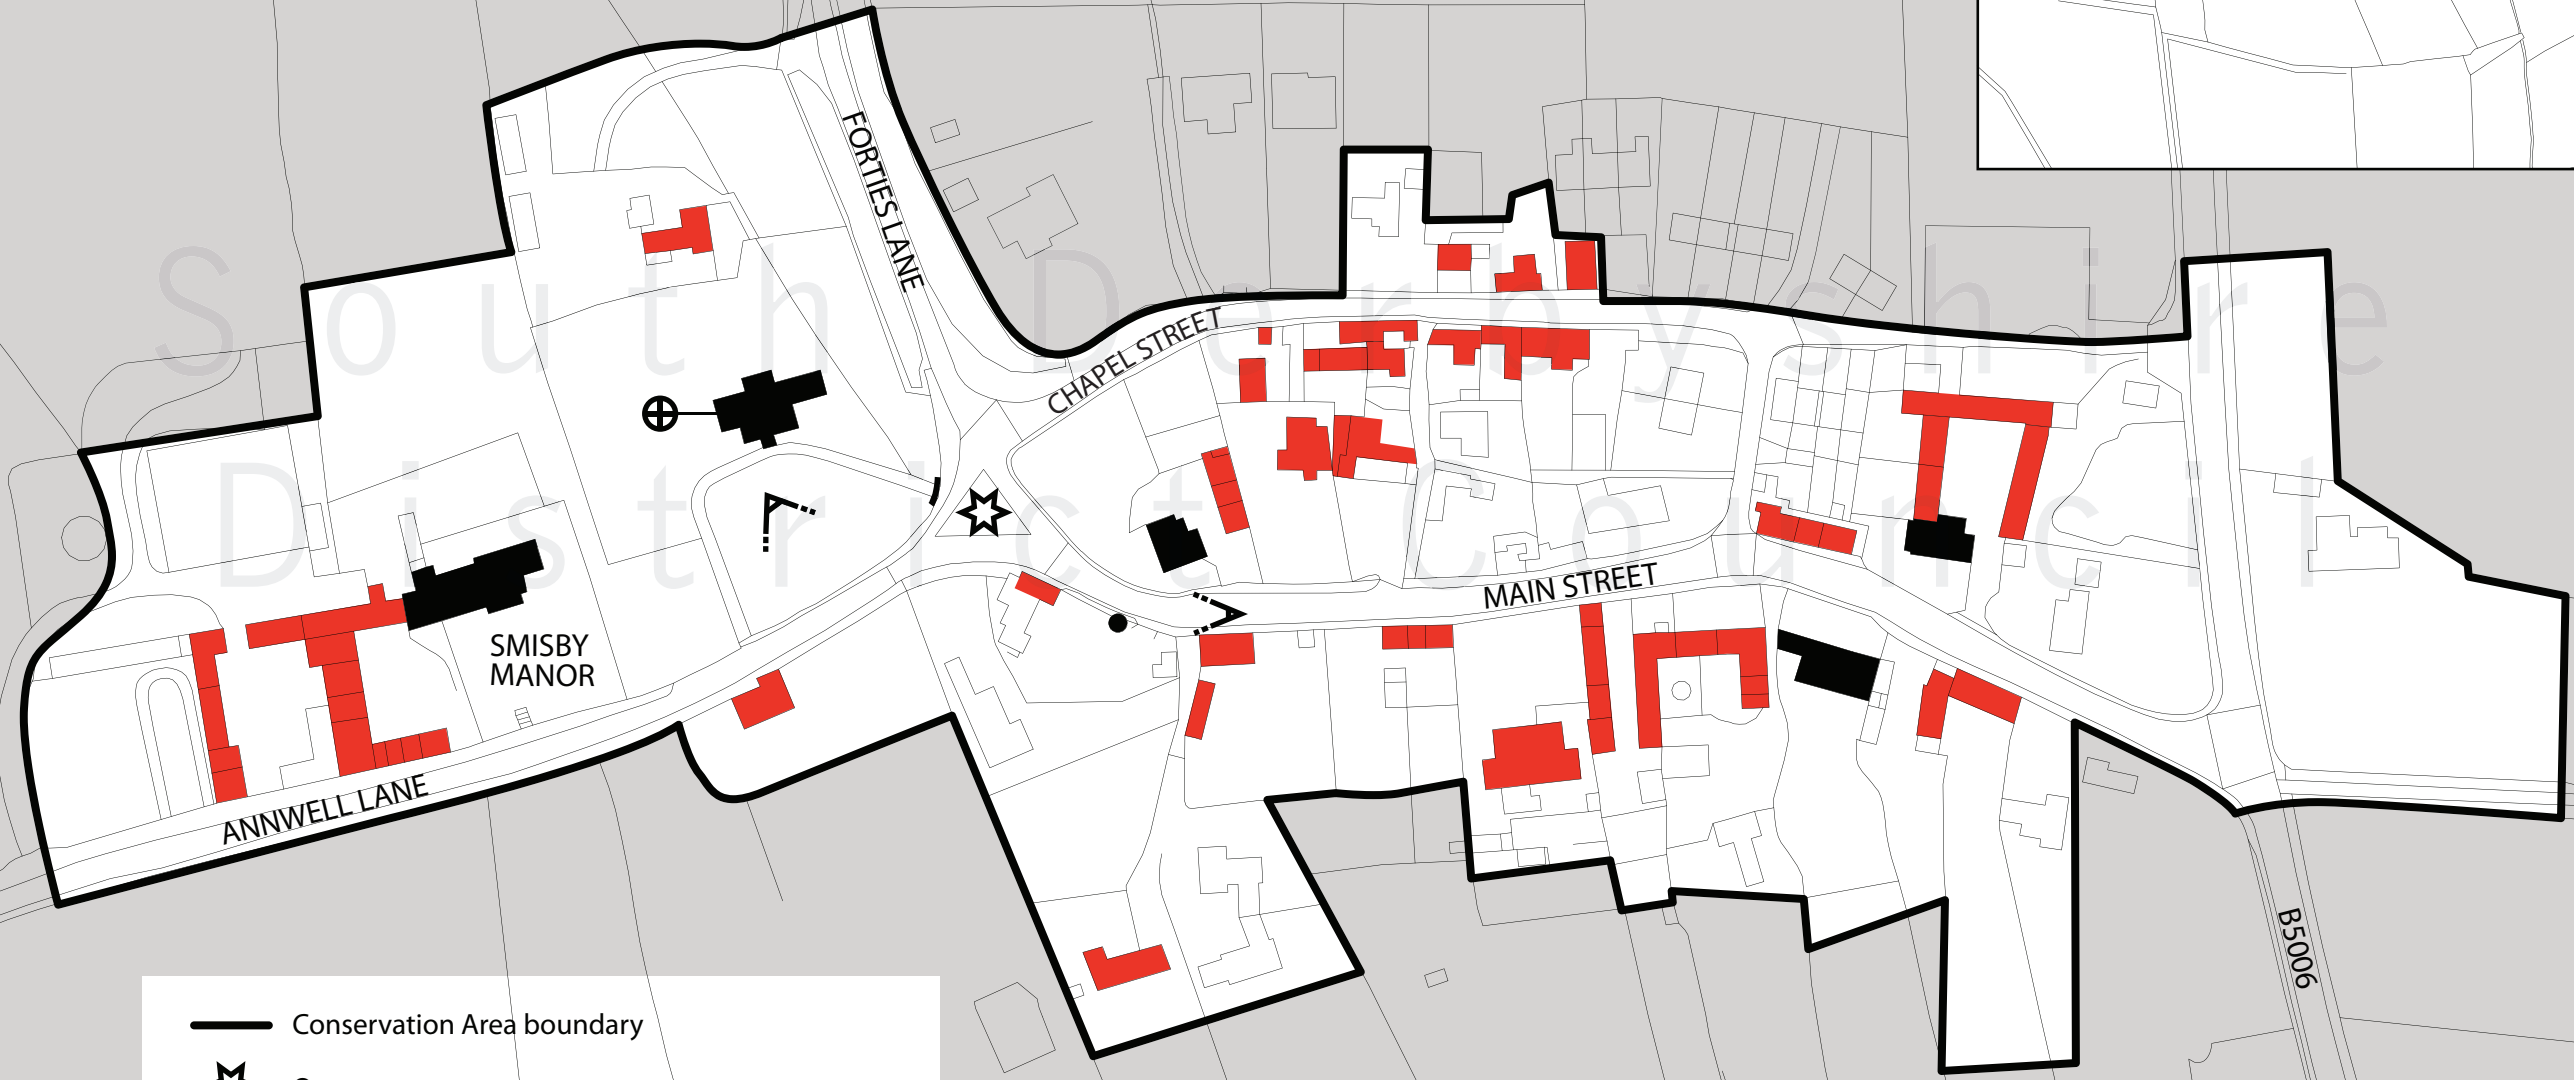 FORTIES LANE
South Derbyshire
CHAPEL STREET
District Council
MAIN STREET
SMISBY
MANOR
ANNWELL LANE
B5006
Conservation Area boundary